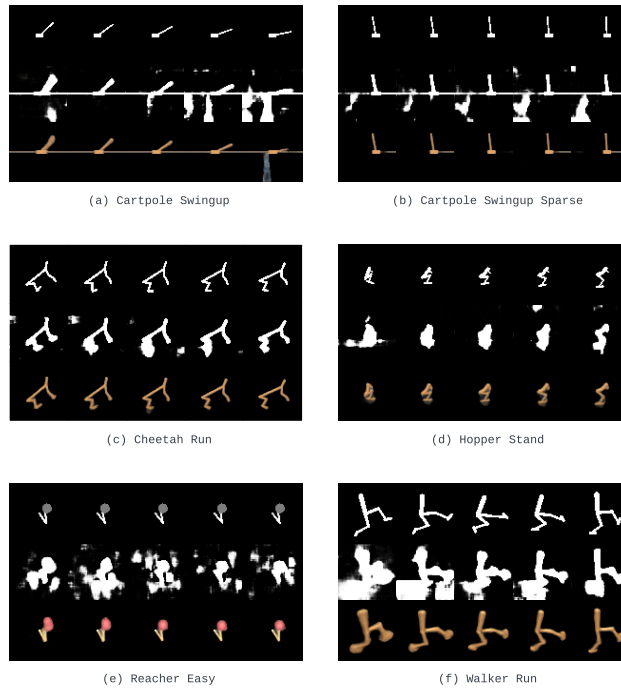 (a) Cartpole Swingup
(b) Cartpole Swingup Sparse
(c) Cheetah Run
(d) Hopper Stand
(e) Reacher Easy
(f) Walker Run